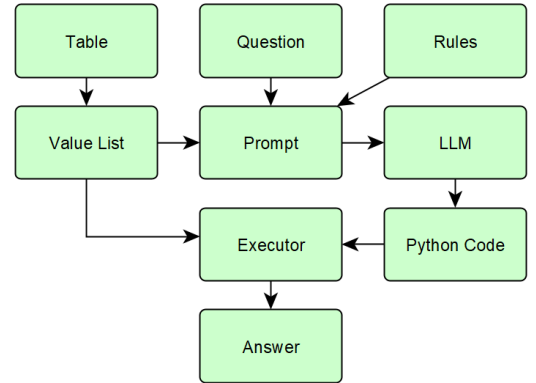 Table
Question
Rules
Value List
Prompt
LLM
Executor
Python Code
Answer